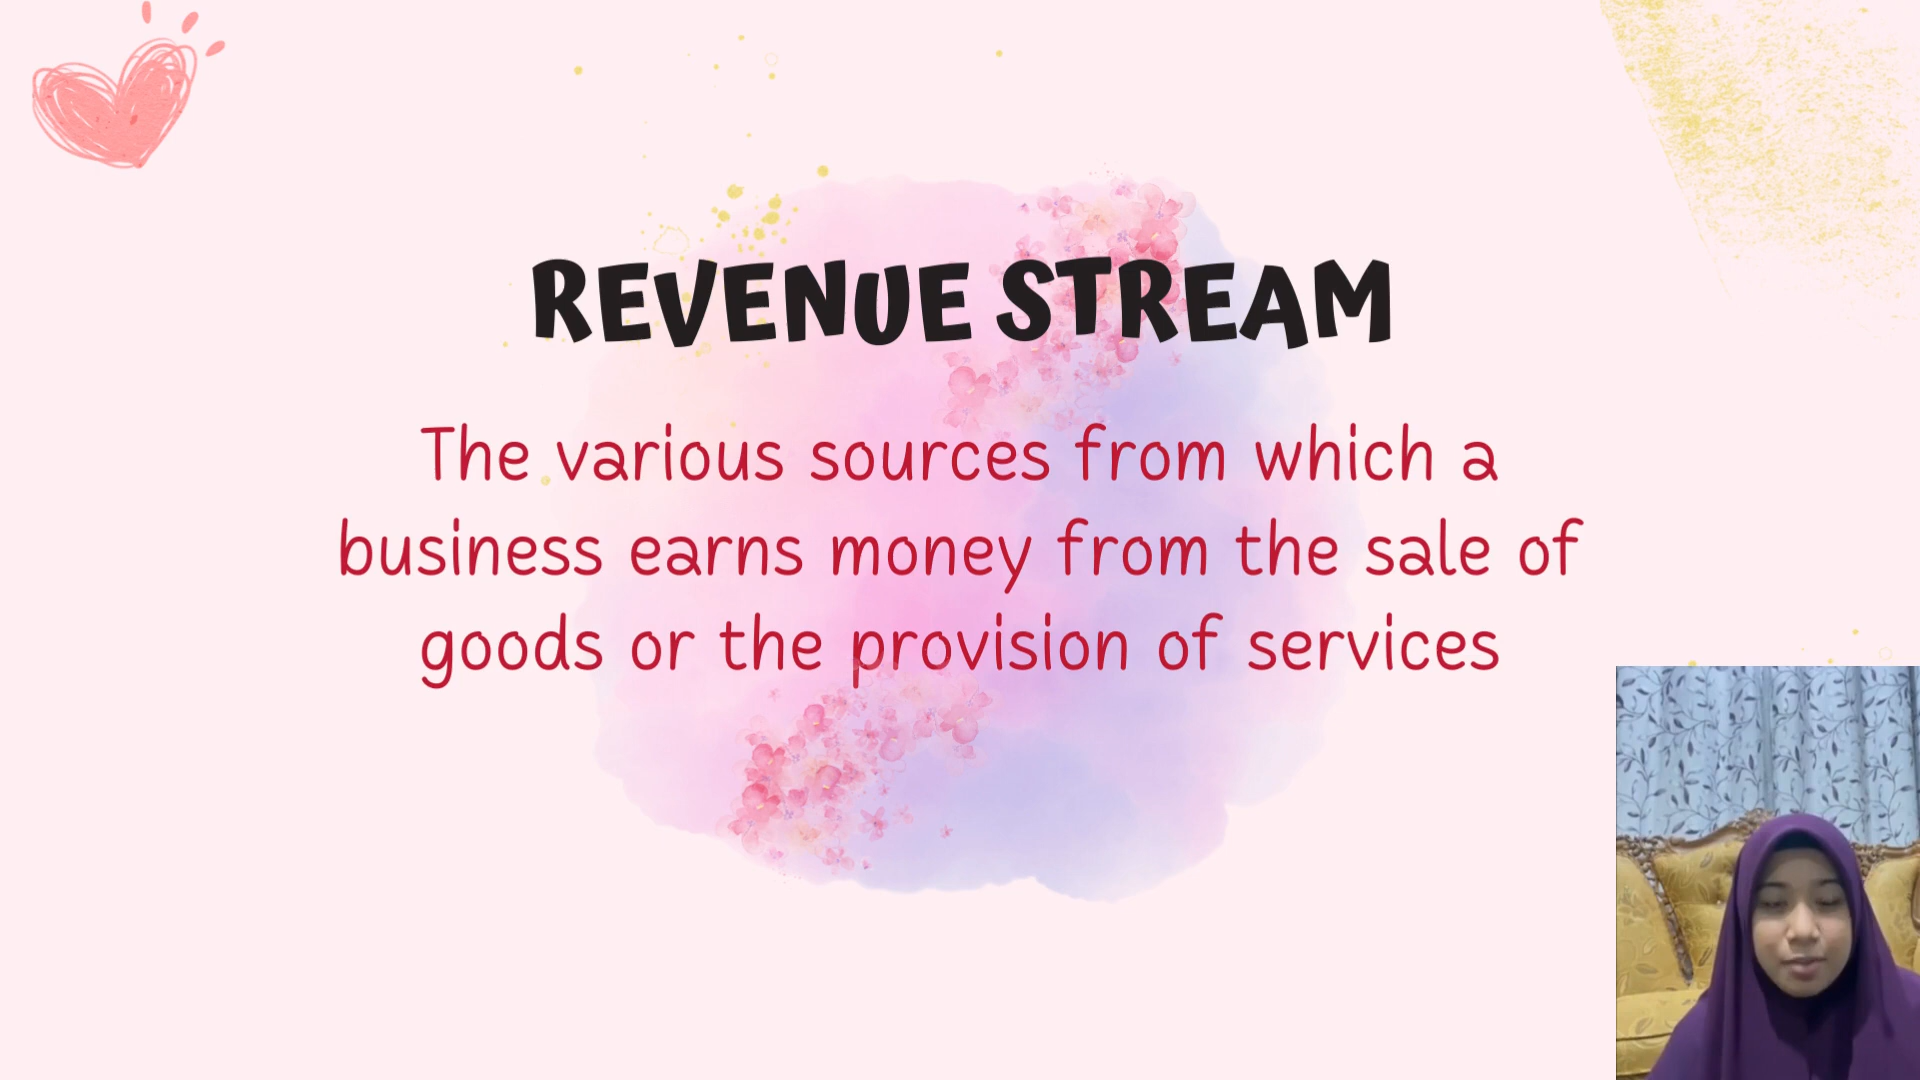 REVENUE STREAM
The various sources from which a
business earns money from the sale of
goods or the provision of services